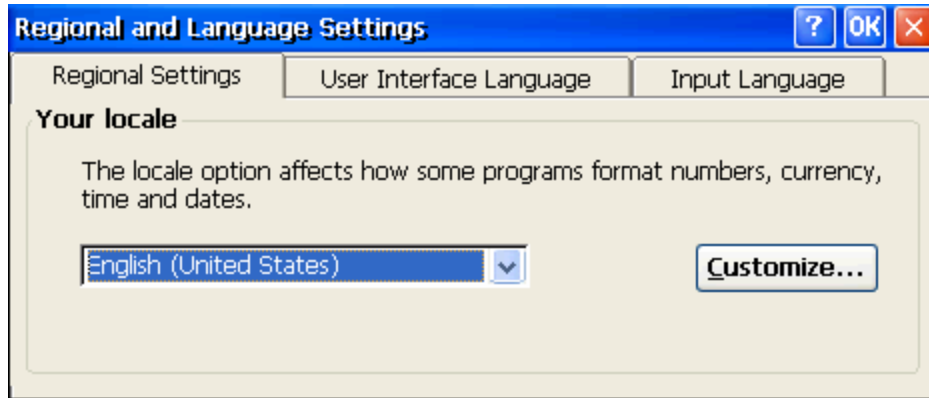 Regional and Language Settings ? OK ×
Regional Settings User Interface Language Input Language
Your locale
The locale option affects how some programs format numbers, currency,
time and dates.
English (United States) Customize...